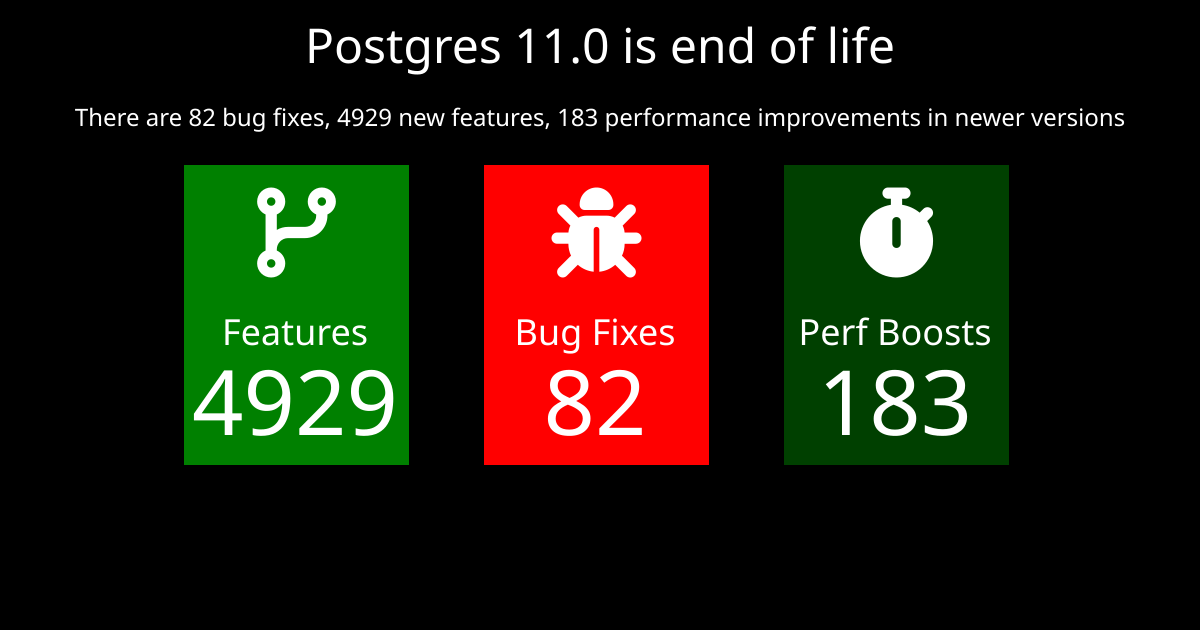 Postgres 11.0 is end of life
There are 82 bug fixes, 4929 new features, 183 performance improvements in newer versions
Features
4929
Bug Fixes
82
Perf Boosts
183